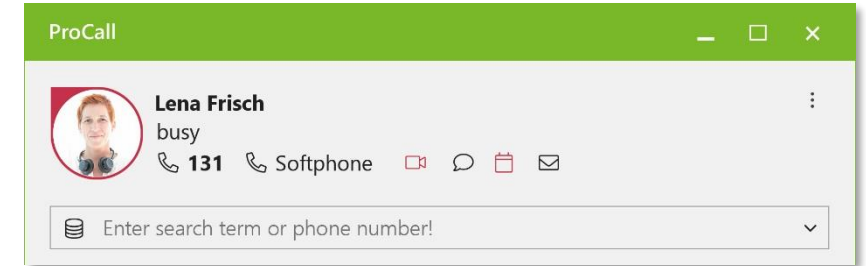 ProCall
Lena Frisch
busy
131 Softphone
Enter search term or phone number!